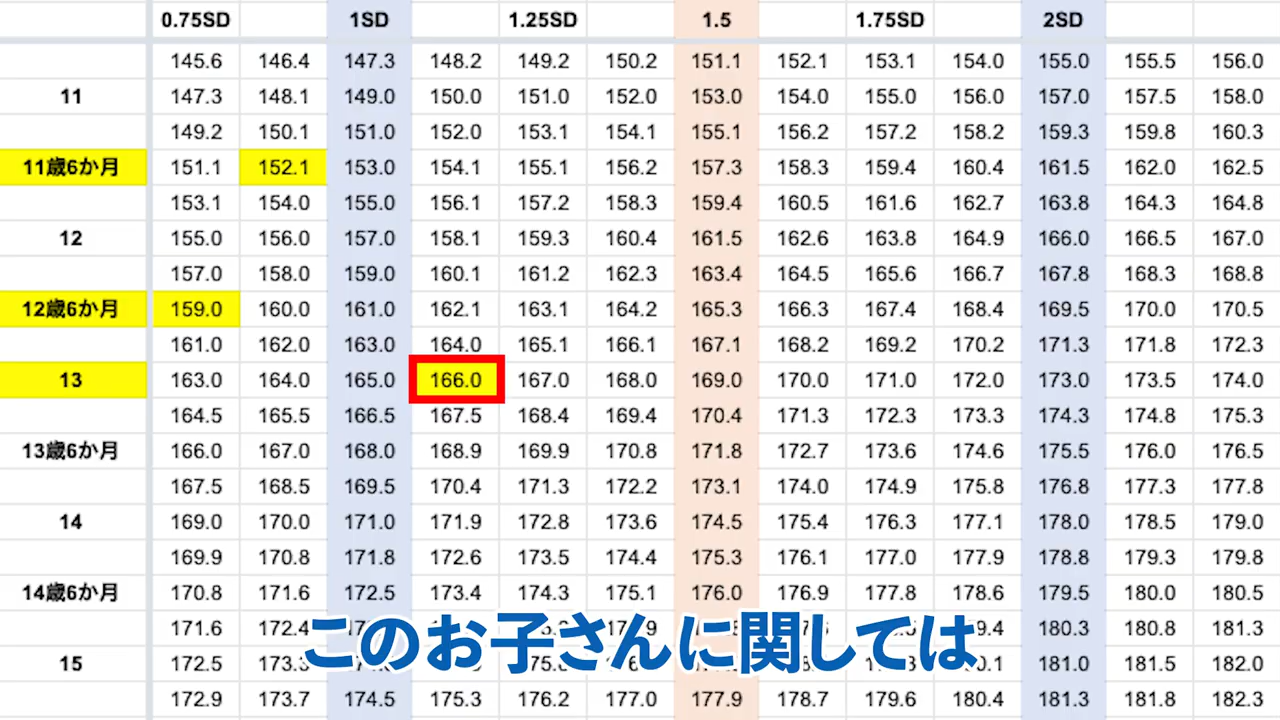 0.75SD 1SD 1.25SD 1.5 1.75SD 2SD
145.6 146.4 147.3 148.2 149.2 150.2 151.1 152.1 153.1 154.0 155.0 155.5 156.0
11 147.3 148.1 149.0 150.0 151.0 152.0 153.0 154.0 155.0 156.0 157.0 157.5 158.0
149.2 150.1 151.0 152.0 153.1 154.1 155.1 156.2 157.2 158.2 159.3 159.8 160.3
11歳6か月 151.1 152.1 153.0 154.1 155.1 156.2 157.3 158.3 159.4 160.4 161.5 162.0 162.5
153.1 154.0 155.0 156.1 157.2 158.3 159.4 160.5 161.6 162.7 163.8 164.3 164.8
12 155.0 156.0 157.0 158.1 159.3 160.4 161.5 162.6 163.8 164.9 166.0 166.5 167.0
157.0 158.0 159.0 160.1 161.2 162.3 163.4 164.5 165.6 166.7 167.8 168.3 168.8
12歳6か月 159.0 160.0 161.0 162.1 163.1 164.2 165.3 166.3 167.4 168.4 169.5 170.0 170.5
161.0 162.0 163.0 164.0 165.1 166.1 167.1 168.2 169.2 170.2 171.3 171.8 172.3
13 163.0 164.0 165.0 166.0 167.0 168.0 169.0 170.0 171.0 172.0 173.0 173.5 174.0
164.5 165.5 166.5 167.5 168.4 169.4 170.4 171.3 172.3 173.3 174.3 174.8 175.3
13歳6か月 166.0 167.0 168.0 168.9 169.9 170.8 171.8 172.7 173.6 174.6 175.5 176.0 176.5
167.5 168.5 169.5 170.4 171.3 172.2 173.1 174.0 174.9 175.8 176.8 177.3 177.8
14 169.0 170.0 171.0 171.9 172.8 173.6 174.5 175.4 176.3 177.1 178.0 178.5 179.0
169.9 170.8 171.8 172.6 173.5 174.4 175.3 176.1 177.0 177.9 178.8 179.3 179.8
14歳6か月 170.8 171.6 172.5 173.4 174.3 175.1 176.0 176.9 177.8 178.6 179.5 180.0 180.5
171.6 180.3 180.8 181.3
このお子さんに関しては
15 172.5 181.0 181.5 182.0
172.9 173.7 174.5 175.3 176.2 177.0 177.9 178.7 179.6 180.4 181.3 181.8 182.3